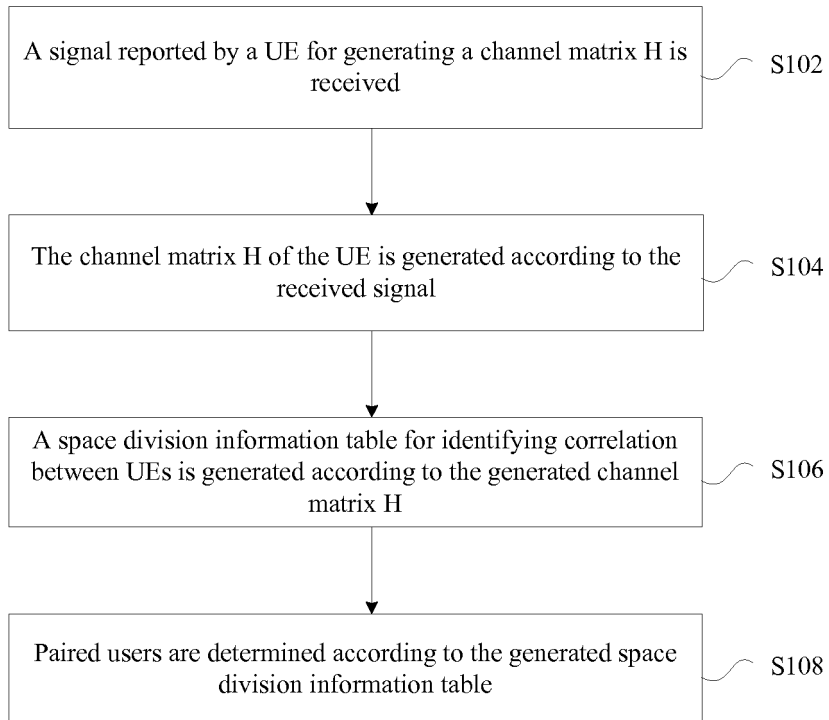 A signal reported by a UE for generating a channel matrix H is
received
S102
The channel matrix H of the UE is generated according to the
received signal
S104
A space division information table for identifying correlation
between UEs is generated according to the generated channel
matrix H
S106
Paired users are determined according to the generated space
division information table
S108